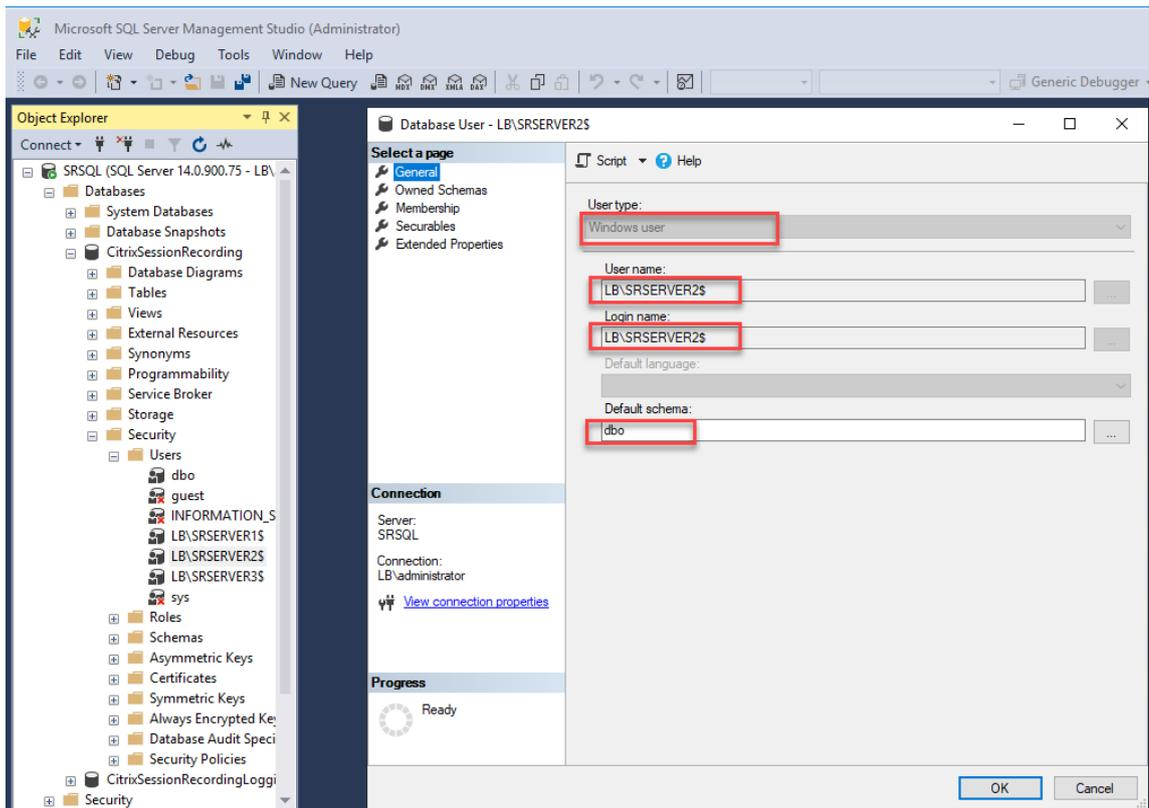 Microsoft SQL Server Management Studio (Administrator)
File Edit View Debug Tools Window Help
New Query MDX DMX XMLA DAX Generic Debugger
Object Explorer
Connect
SRSQL (SQL Server 14.0.900.75 - LB\
Databases
System Databases
Database Snapshots
CitrixSessionRecording
Database Diagrams
Tables
Views
External Resources
Synonyms
Programmability
Service Broker
Storage
Security
Users
dbo
guest
INFORMATION_S
LB\SRSERVER1$
LB\SRSERVER2$
LB\SRSERVER3$
sys
Roles
Schemas
Asymmetric Keys
Certificates
Symmetric Keys
Always Encrypted Key
Database Audit Speci
Security Policies
CitrixSessionRecordingLoggi
Security
Database User - LB\SRSERVER2$
Select a page
General
Owned Schemas
Membership
Securables
Extended Properties
Connection
Server:
SRSQL
Connection:
LB\administrator
View connection properties
Progress
Ready
Script Help
User type:
Windows user
User name:
LB\SRSERVER2$
...
Login name:
LB\SRSERVER2$
...
Default language:
Default schema:
dbo
...
OK Cancel